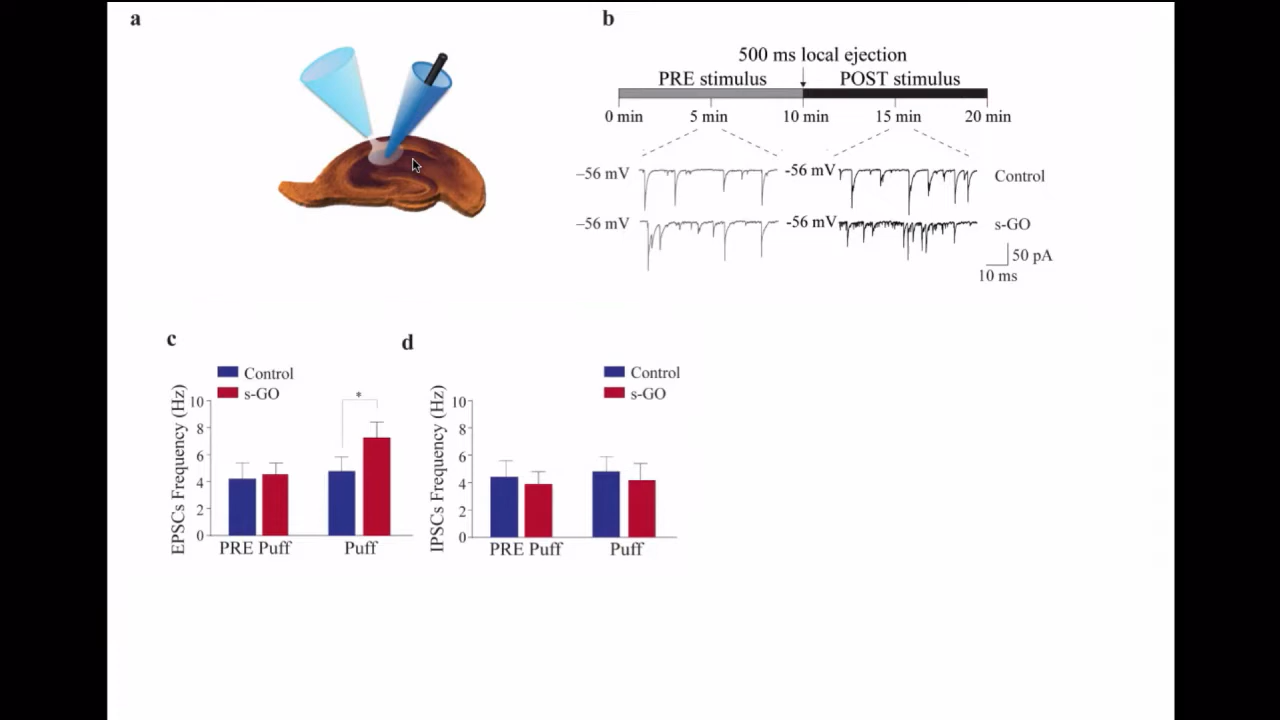 a
b
500 ms local ejection
PRE stimulus POST stimulus
0 min 5 min 10 min 15 min 20 min
–56 mV -56 mV Control
–56 mV -56 mV s-GO
50 pA
10 ms
c
Control
s-GO
*
EPSCs Frequency (Hz)
10
8
6
4
2
0
PRE Puff Puff
d
Control
s-GO
IPSCs Frequency (Hz)
10
8
6
4
2
0
PRE Puff Puff